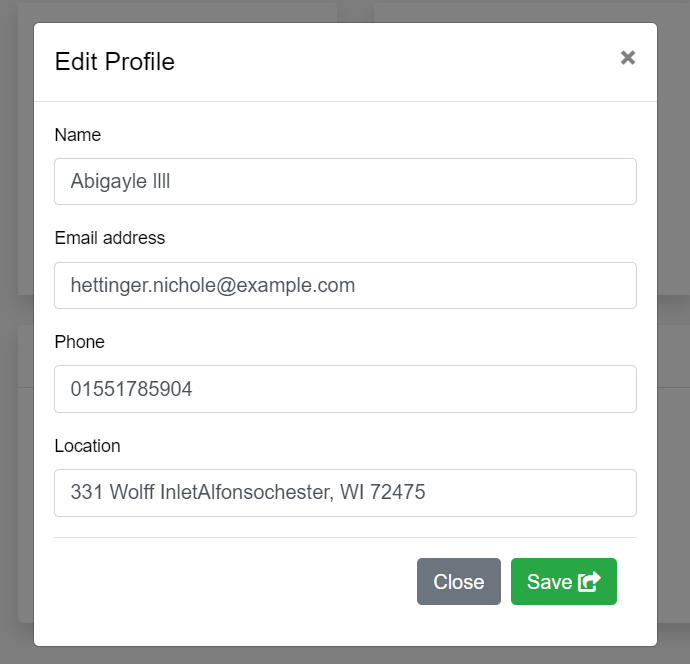 Edit Profile
×
Name
Abigayle llll
Email address
hettinger.nichole@example.com
Phone
01551785904
Location
331 Wolff InletAlfonsochester, WI 72475
Close
Save